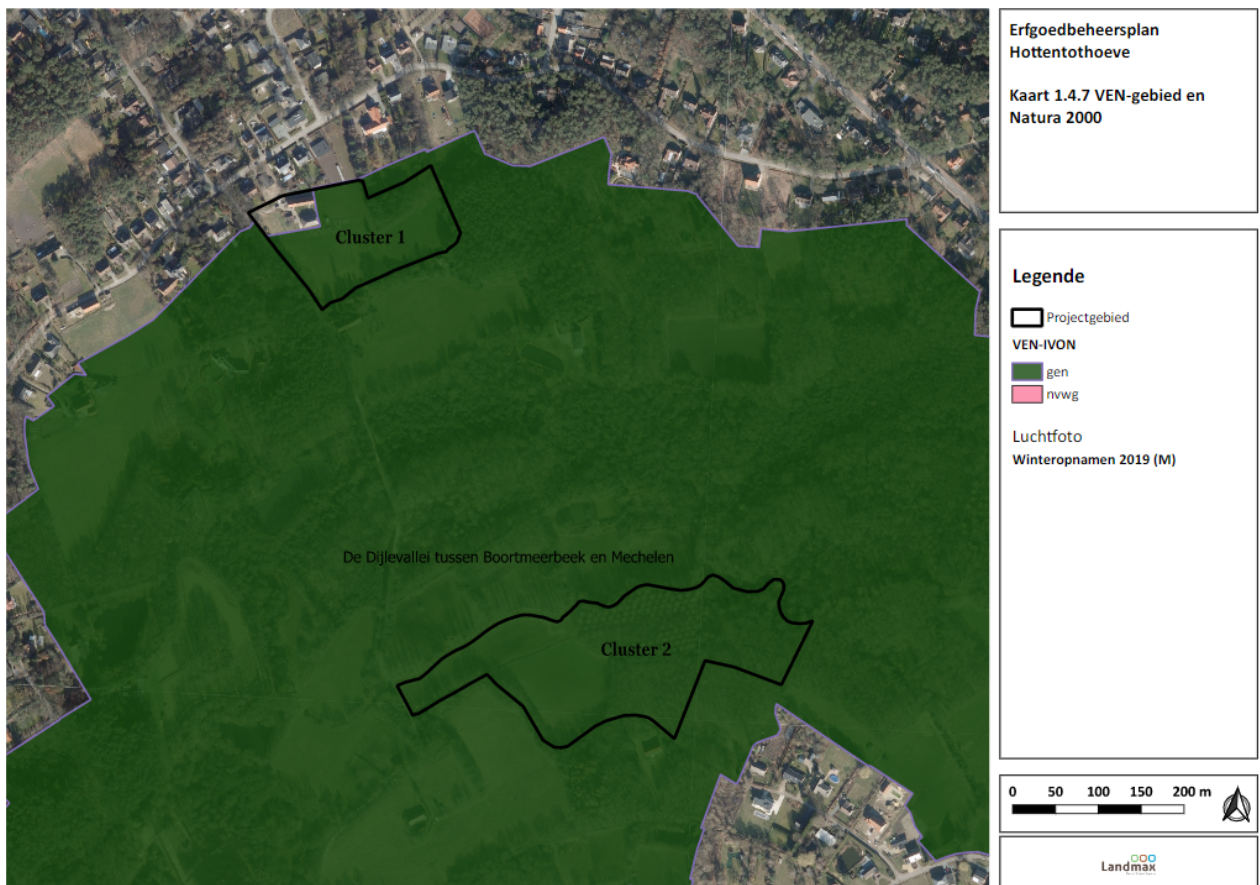 Erfgoedbeheersplan
Hottentothoeve
Kaart 1.4.7 VEN-gebied en
Natura 2000
Cluster 1
De Dijlevallei tussen Boortmeerbeek en Mechelen
Cluster 2
Legende
Projectgebied
VEN-IVON
gen
nvwg
Luchtfoto
Winteropnamen 2019 (M)
0 50 100 150 200 m
Landmax